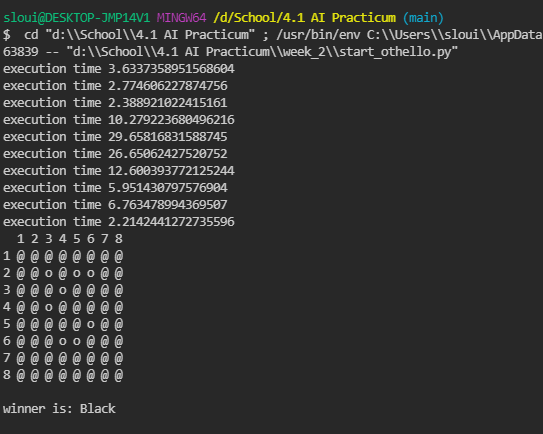 sloui@DESKTOP-JMP14V1 MINGW64 /d/School/4.1 AI Practicum (main)
$  cd "d:\\School\\4.1 AI Practicum" ; /usr/bin/env C:\\Users\\sloui\\AppData
63839 -- "d:\\School\\4.1 AI Practicum\\week_2\\start_othello.py"
execution time 3.6337358951568604
execution time 2.774606227874756
execution time 2.388921022415161
execution time 10.279223680496216
execution time 29.65816831588745
execution time 26.65062427520752
execution time 12.600393772125244
execution time 5.951430797576904
execution time 6.763478994369507
execution time 2.2142441272735596
  1 2 3 4 5 6 7 8
1 @ @ @ @ @ @ @ @
2 @ @ o @ o o @ @
3 @ @ @ o @ @ @ @
4 @ @ o @ @ @ @ @
5 @ @ @ @ @ o @ @
6 @ @ @ o o @ @ @
7 @ @ @ @ @ @ @ @
8 @ @ @ @ @ @ @ @
winner is: Black